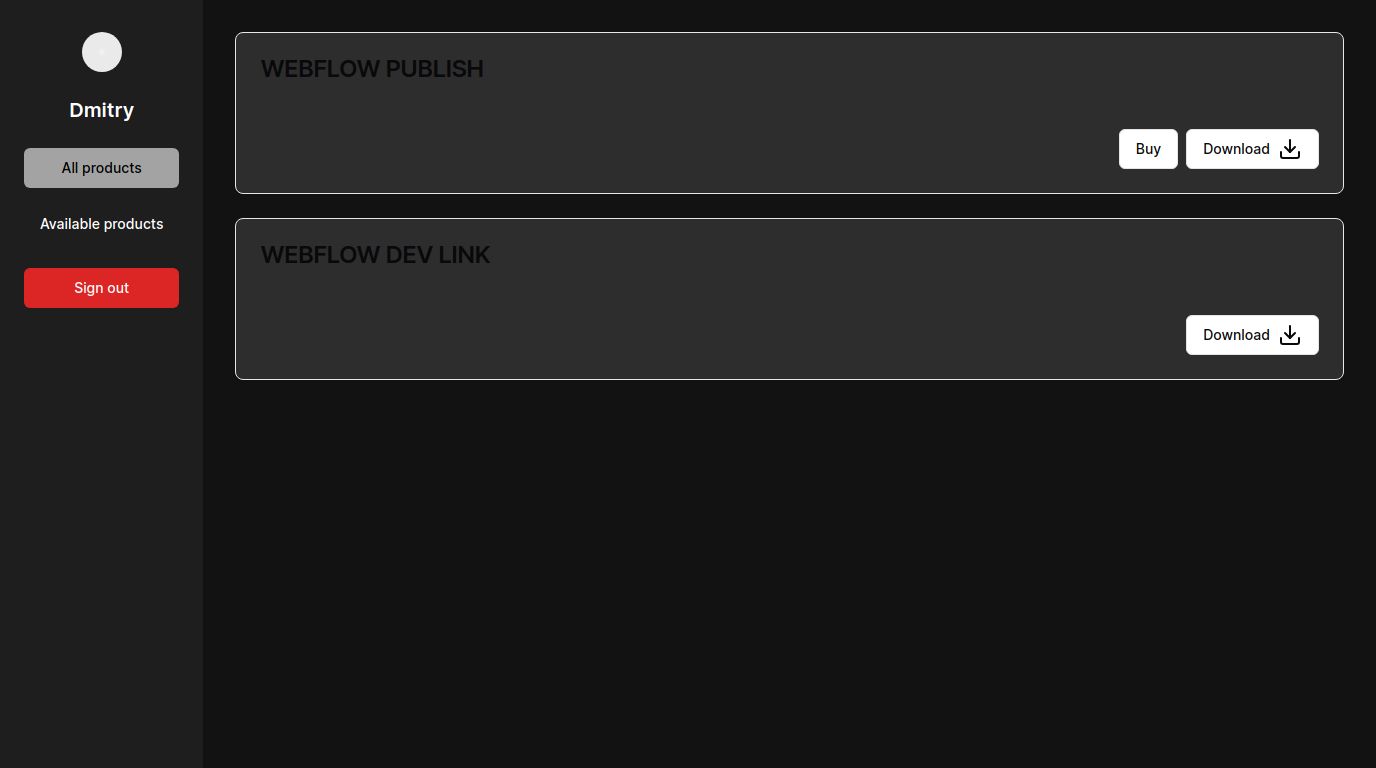 Dmitry
All products
Available products
Sign out
WEBFLOW PUBLISH
Buy
Download
WEBFLOW DEV LINK
Download